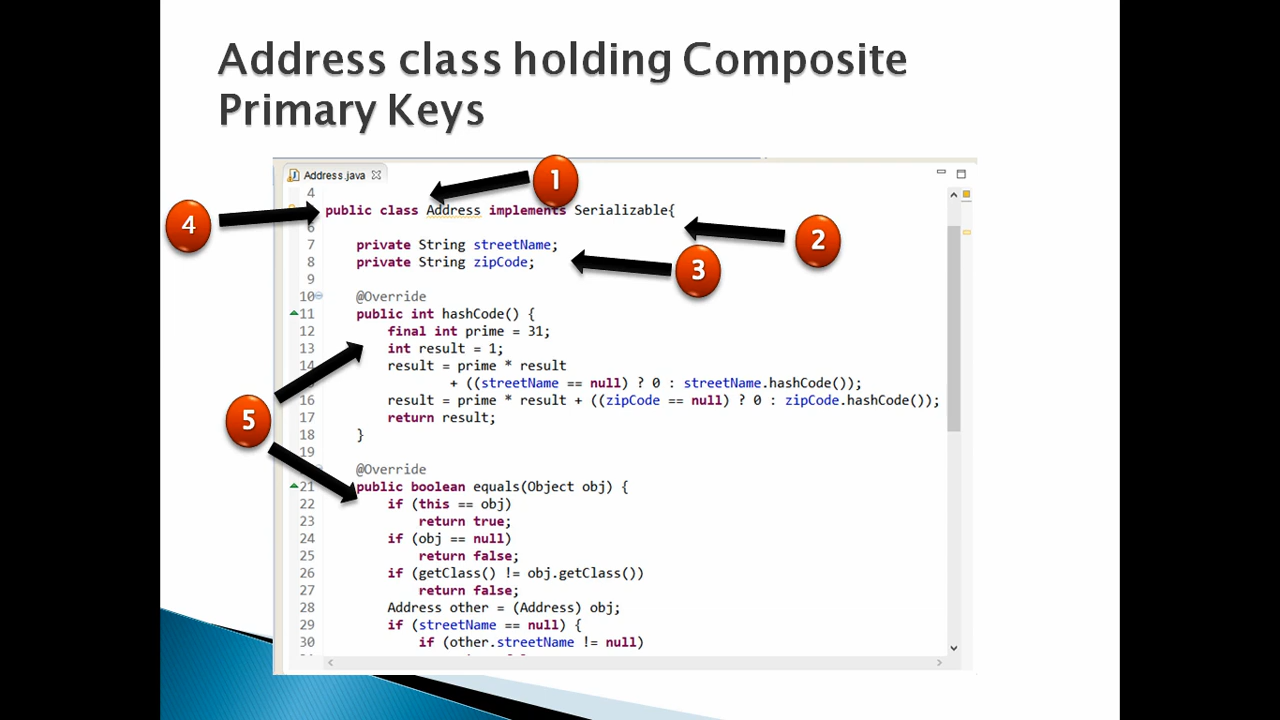 Address class holding Composite
Primary Keys
Address.java
1
4
public class Address implements Serializable{
4
6
2
7 private String streetName;
8 private String zipCode;
3
9
10 @Override
11 public int hashCode() {
12 final int prime = 31;
13 int result = 1;
14 result = prime * result
+ ((streetName == null) ? 0 : streetName.hashCode());
16 result = prime * result + ((zipCode == null) ? 0 : zipCode.hashCode());
17 return result;
5
18 }
19
@Override
21 public boolean equals(Object obj) {
22 if (this == obj)
23 return true;
24 if (obj == null)
25 return false;
26 if (getClass() != obj.getClass())
27 return false;
28 Address other = (Address) obj;
29 if (streetName == null) {
30 if (other.streetName != null)